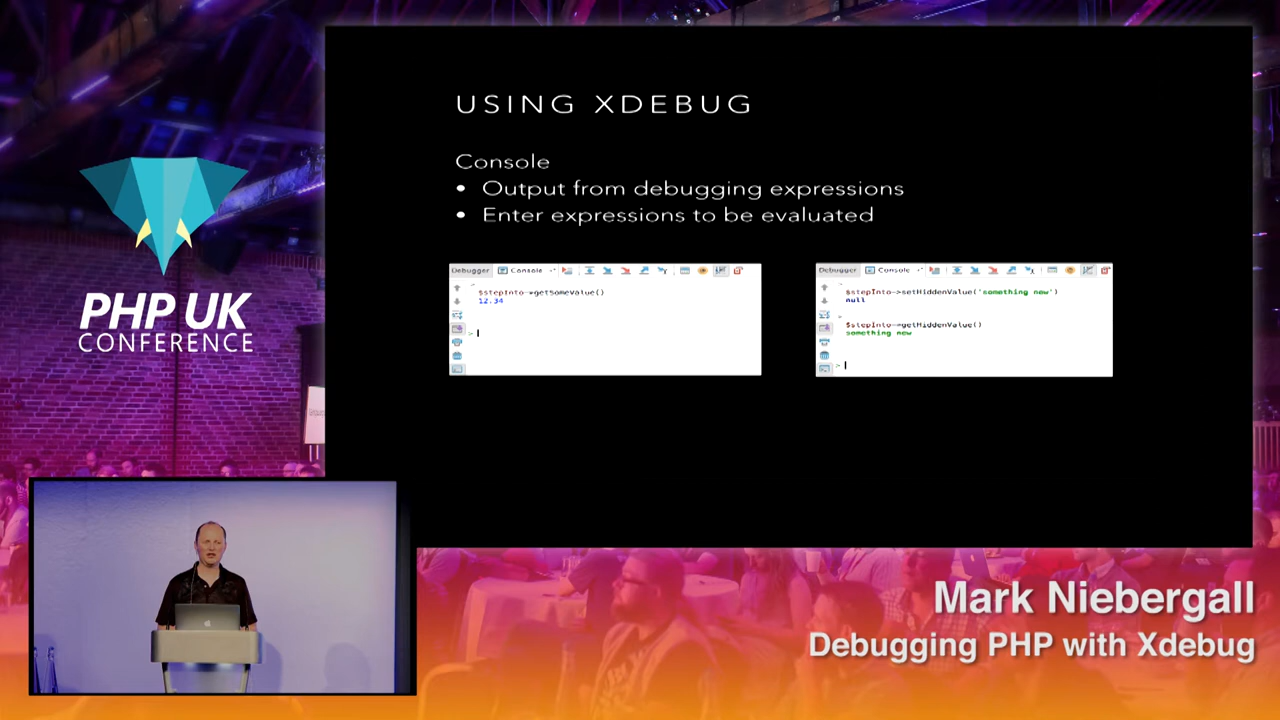 USING XDEBUG
Console
• Output from debugging expressions
• Enter expressions to be evaluated
Debugger Console
$stepInto->getSomeValue()
12.34
>
Debugger Console
$stepInto->setHiddenValue('something new')
null
$stepInto->getHiddenValue()
something new
>
PHP UK
CONFERENCE
Mark Niebergall
Debugging PHP with Xdebug